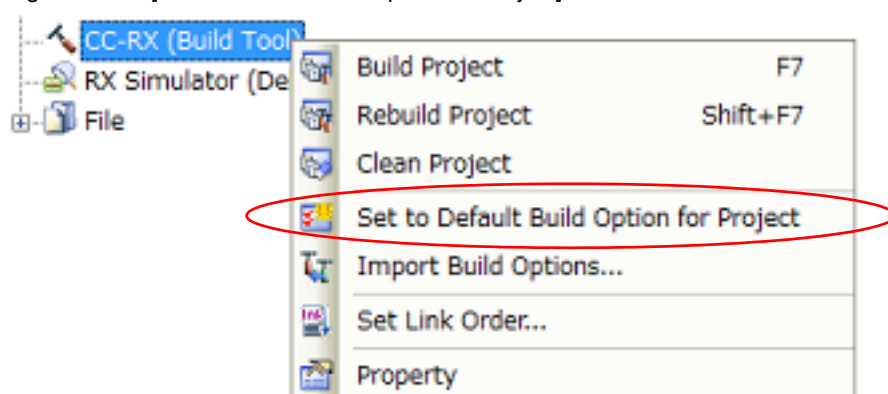 CC-RX (Build Tool)
RX Simulator (De
File
Build Project F7
Rebuild Project Shift+F7
Clean Project
Set to Default Build Option for Project
Import Build Options...
Set Link Order...
Property